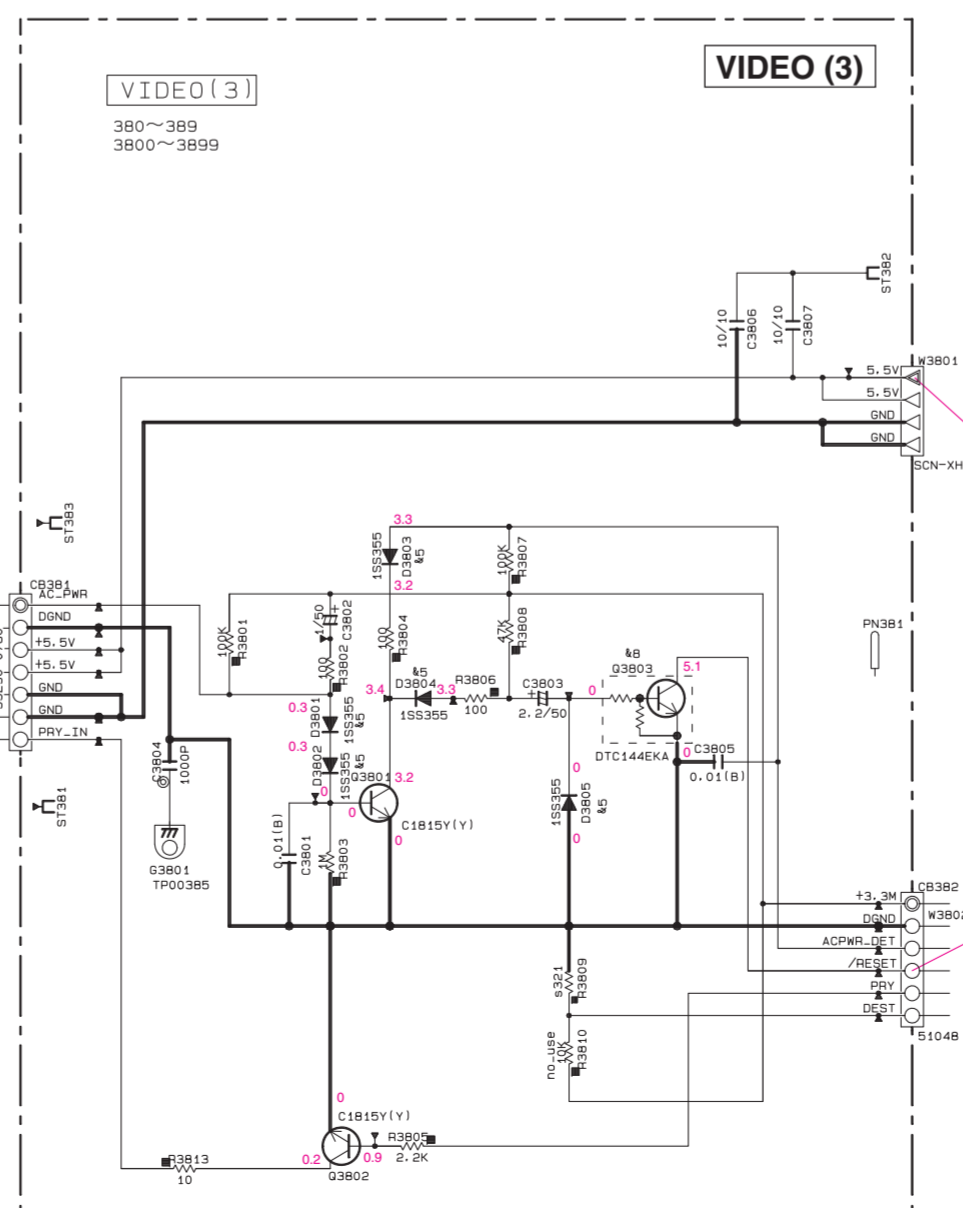 VIDEO(3)
VIDEO (3)
380～389
3800～3899
ST382
10/10
C3806
10/10
C3807
W3801
5.5V
5.5V
GND
GND
SCN-XH
ST383
CB381
AC_PWR
DGND
+5.5V
+5.5V
GND
GND
PRY_IN
ST381
C3804
1000P
G3801
TP00385
100K
R3801
1/50
C3802
100
R3802
0.3
D3801
1SS355
&5
0.3
D3802
1SS355
&5
0
0.01(B)
C3801
1M
R3803
3.3
1SS355
D3803
&5
3.2
100
R3804
3.4
&5
D3804
1SS355
3.3
R3806
100
Q3801
3.2
0
C1815Y(Y)
0
100K
R3807
47K
R3808
C3803
2.2/50
0
&8
Q3803
5.1
DTC144EKA
0
C3805
0.01(B)
0
1SS355
D3805
&5
0
PN381
CB382
+3.3M
W3802
DGND
ACPWR_DET
/RESET
PRY
DEST
51048
s321
R3809
no_use
10K
R3810
0
C1815Y(Y)
0.2
0.9
Q3802
R3805
2.2K
R3813
10